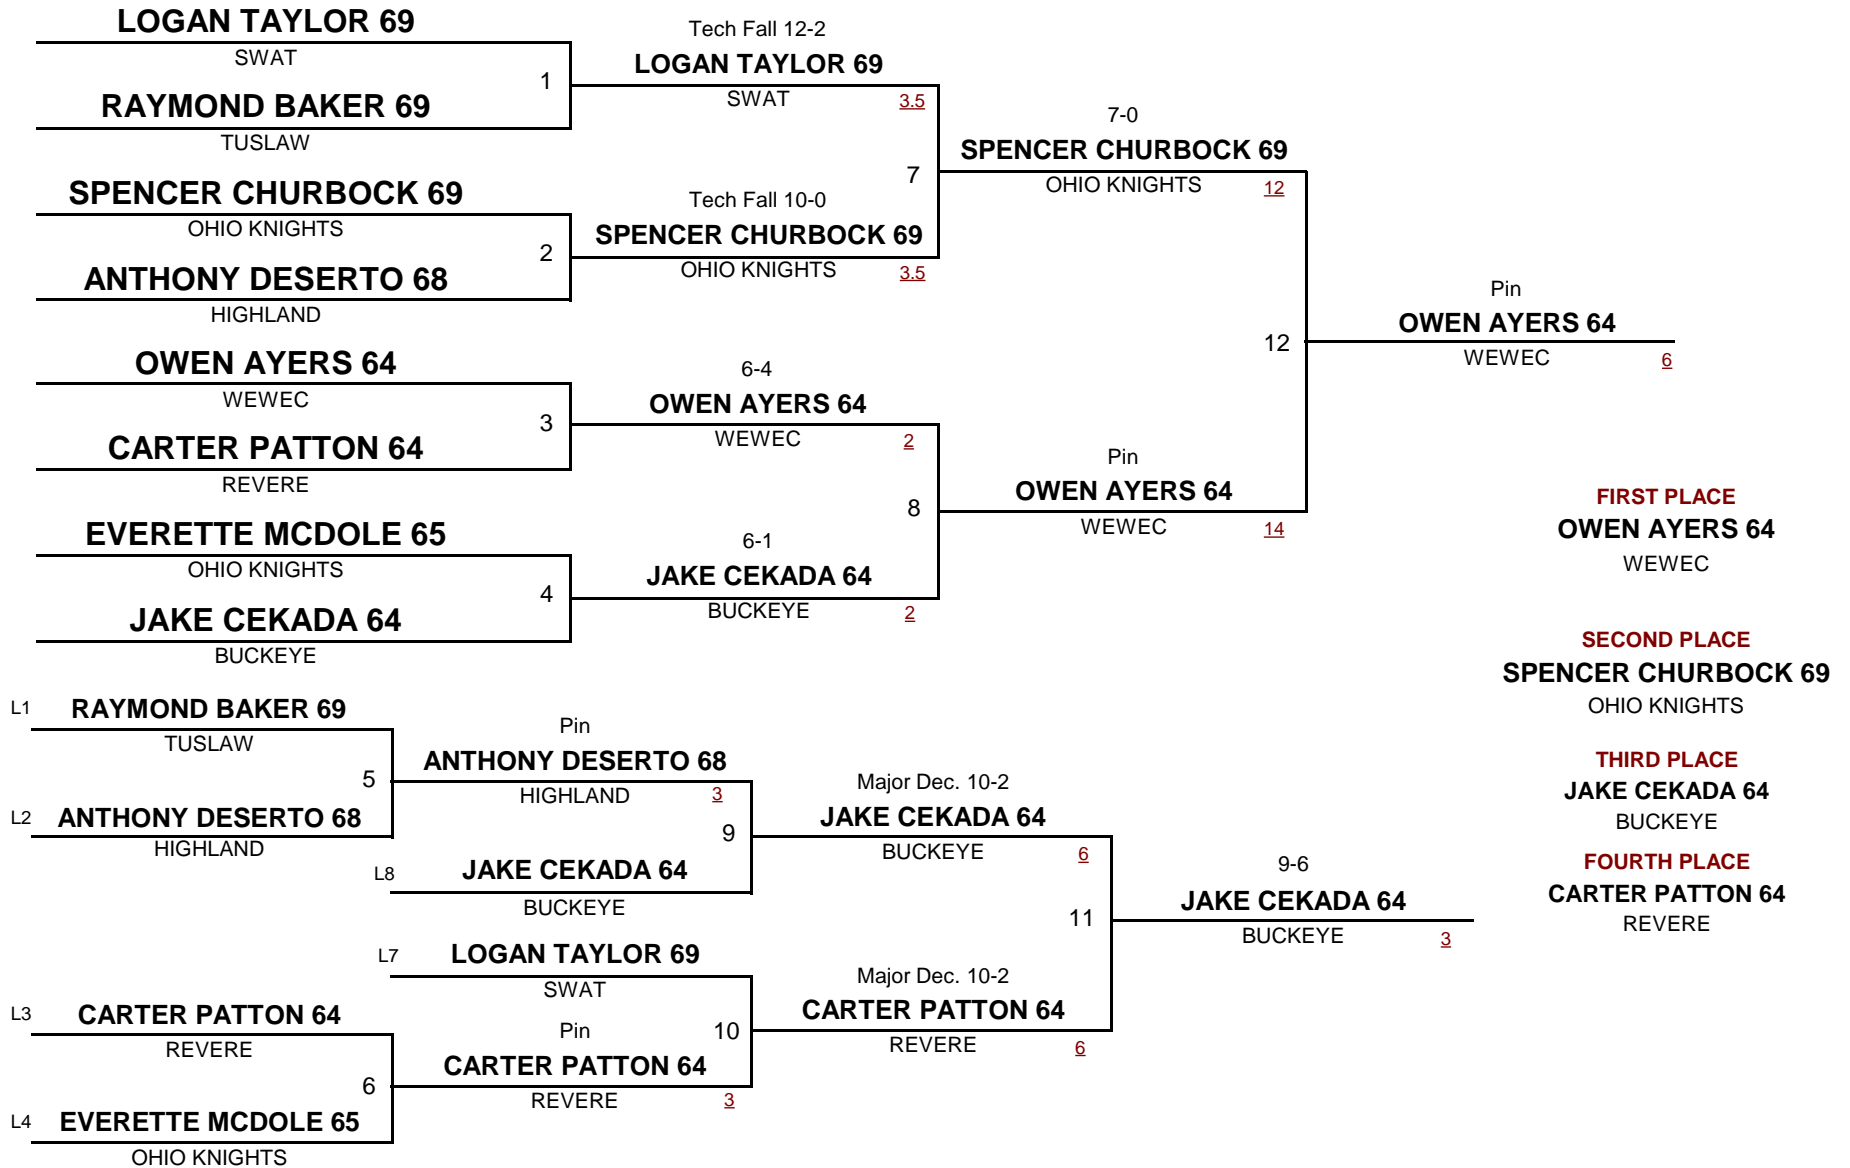 LOGAN TAYLOR 69
SWAT
1
RAYMOND BAKER 69
TUSLAW
SPENCER CHURBOCK 69
OHIO KNIGHTS
2
ANTHONY DESERTO 68
HIGHLAND
OWEN AYERS 64
WEWEC
3
CARTER PATTON 64
REVERE
EVERETTE MCDOLE 65
OHIO KNIGHTS
4
JAKE CEKADA 64
BUCKEYE
Tech Fall 12-2
LOGAN TAYLOR 69
SWAT 3.5
7
Tech Fall 10-0
SPENCER CHURBOCK 69
OHIO KNIGHTS 3.5
6-4
OWEN AYERS 64
WEWEC 2
8
6-1
JAKE CEKADA 64
BUCKEYE 2
7-0
SPENCER CHURBOCK 69
OHIO KNIGHTS 12
12
Pin
OWEN AYERS 64
WEWEC 14
Pin
OWEN AYERS 64
WEWEC 6
L1 RAYMOND BAKER 69
TUSLAW
5
L2 ANTHONY DESERTO 68
HIGHLAND
Pin
ANTHONY DESERTO 68
HIGHLAND 3
9
L8 JAKE CEKADA 64
BUCKEYE
L7 LOGAN TAYLOR 69
SWAT
10
L3 CARTER PATTON 64
REVERE
6
L4 EVERETTE MCDOLE 65
OHIO KNIGHTS
Pin
CARTER PATTON 64
REVERE 3
Major Dec. 10-2
JAKE CEKADA 64
BUCKEYE 6
11
Major Dec. 10-2
CARTER PATTON 64
REVERE 6
9-6
JAKE CEKADA 64
BUCKEYE 3
FIRST PLACE
OWEN AYERS 64
WEWEC
SECOND PLACE
SPENCER CHURBOCK 69
OHIO KNIGHTS
THIRD PLACE
JAKE CEKADA 64
BUCKEYE
FOURTH PLACE
CARTER PATTON 64
REVERE